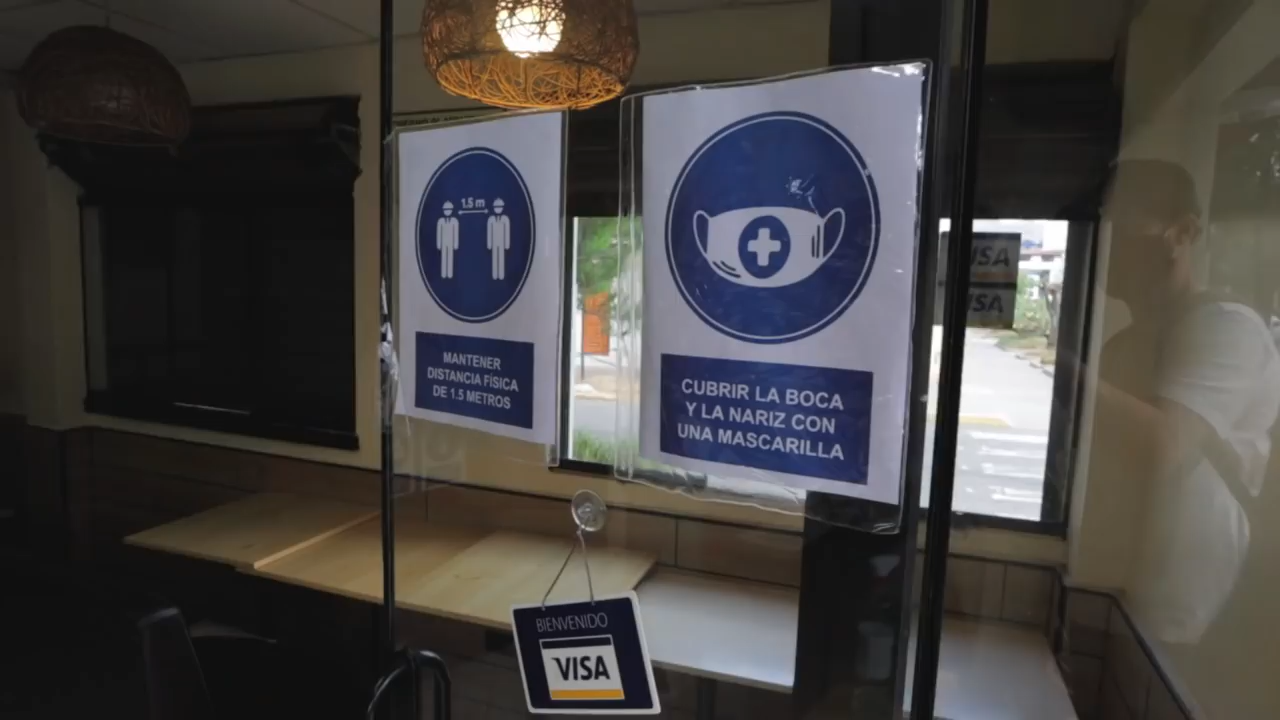 1.5 m
MANTENER
DISTANCIA FÍSICA
DE 1.5 METROS
CUBRIR LA BOCA
Y LA NARIZ CON
UNA MASCARILLA
BIENVENIDO
VISA
VISA
VISA